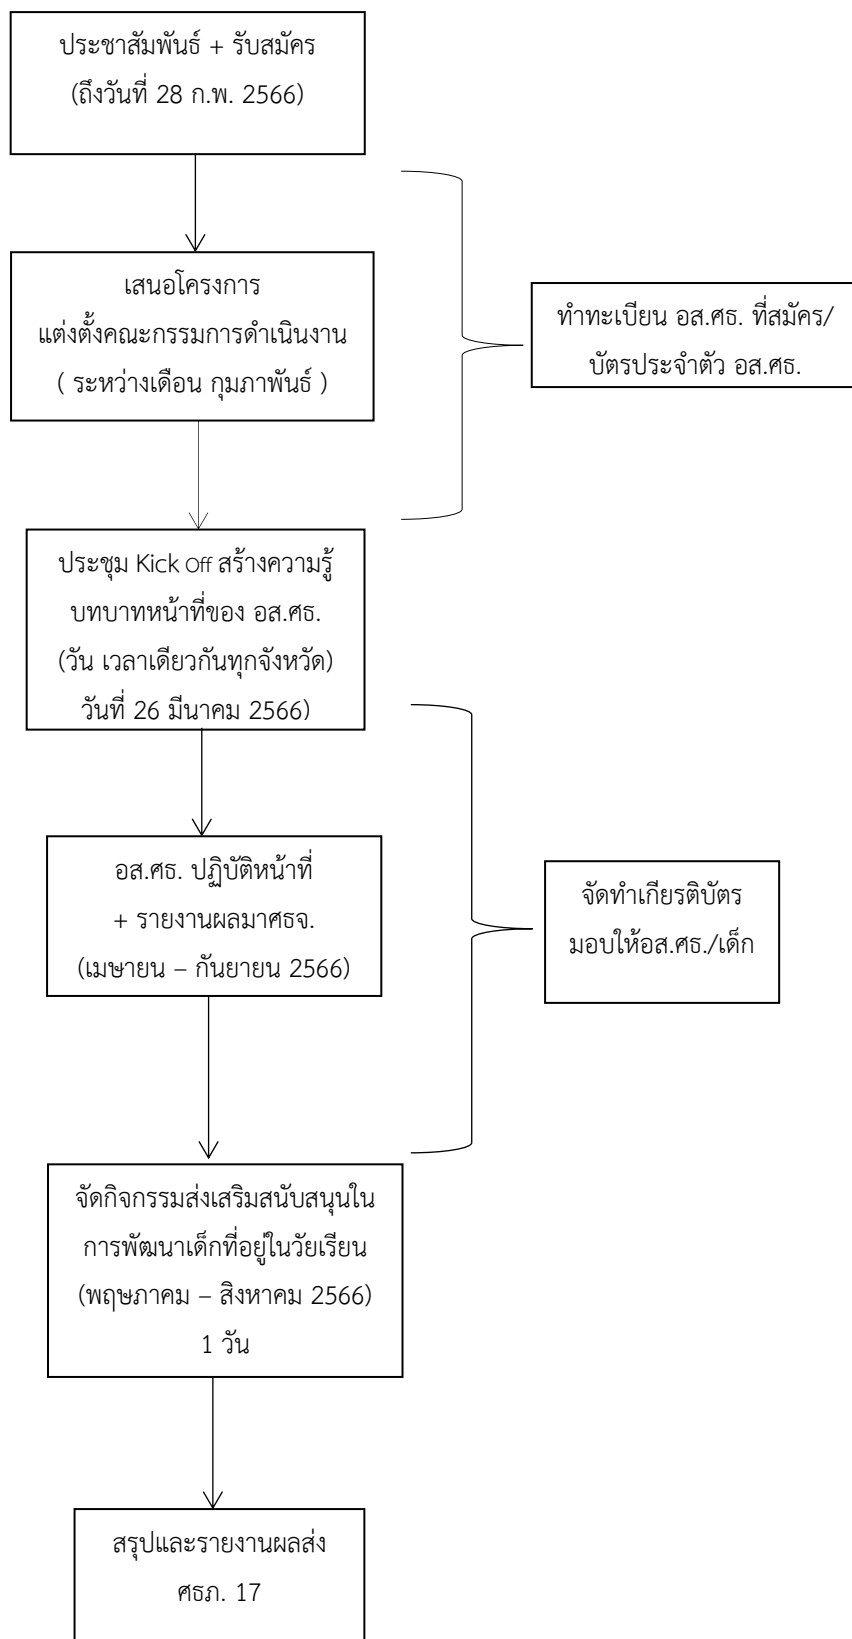 ประชาสัมพันธ์ + รับสมัคร
(ถึงวันที่ 28 ก.พ. 2566)
เสนอโครงการ
แต่งตั้งคณะกรรมการดำเนินงาน
( ระหว่างเดือน กุมภาพันธ์ )
ทำทะเบียน อส.ศธ. ที่สมัคร/
บัตรประจำตัว อส.ศธ.
ประชุม Kick Off สร้างความรู้
บทบาทหน้าที่ของ อส.ศธ.
(วัน เวลาเดียวกันทุกจังหวัด)
วันที่ 26 มีนาคม 2566)
อส.ศธ. ปฏิบัติหน้าที่
+ รายงานผลมาศธจ.
(เมษายน – กันยายน 2566)
จัดทำเกียรติบัตร
มอบให้อส.ศธ./เด็ก
จัดกิจกรรมส่งเสริมสนับสนุนใน
การพัฒนาเด็กที่อยู่ในวัยเรียน
(พฤษภาคม – สิงหาคม 2566)
1 วัน
สรุปและรายงานผลส่ง
ศธภ. 17